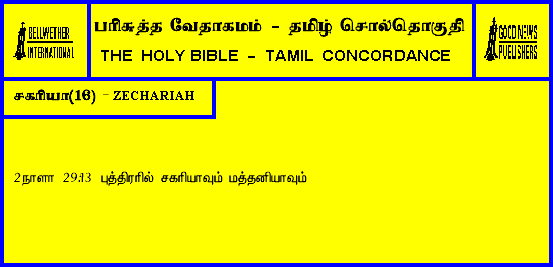 BELLWETHER
INTERNATIONAL
பரிசுத்த வேதாகமம் - தமிழ் சொல்தொகுதி
THE HOLY BIBLE - TAMIL CONCORDANCE
GOOD NEWS
PUBLISHERS
சகரியா(16) - ZECHARIAH
2நாளா 29:13 புத்திரரில் சகரியாவும் மத்தனியாவும்